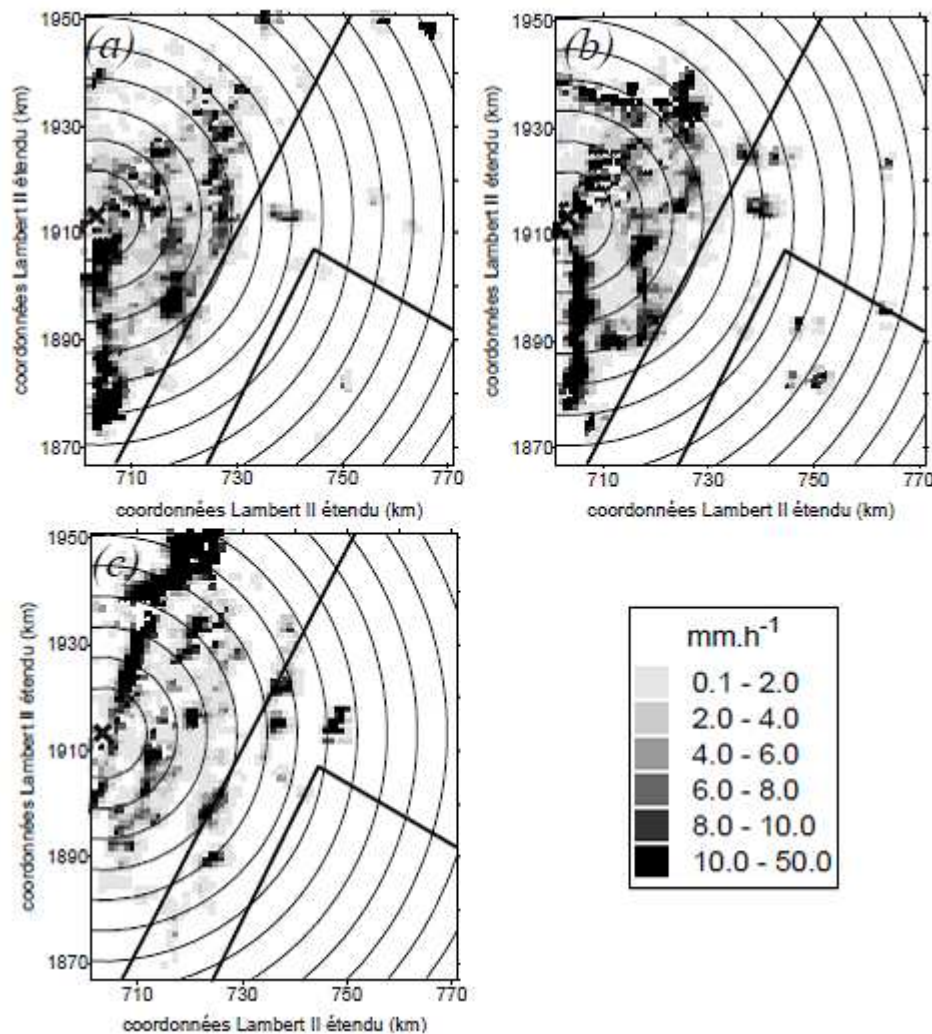 (a)
1950
1930
1910
1890
1870
710
730
750
770
coordonnées Lambert II étendu (km)
coordonnées Lambert II étendu (km)
(b)
1950
1930
1910
1890
1870
710
730
750
770
coordonnées Lambert II étendu (km)
coordonnées Lambert II étendu (km)
(c)
1950
1930
1910
1890
1870
710
730
750
770
coordonnées Lambert II étendu (km)
coordonnées Lambert II étendu (km)
mm.h⁻¹
0.1 - 2.0
2.0 - 4.0
4.0 - 6.0
6.0 - 8.0
8.0 - 10.0
10.0 - 50.0